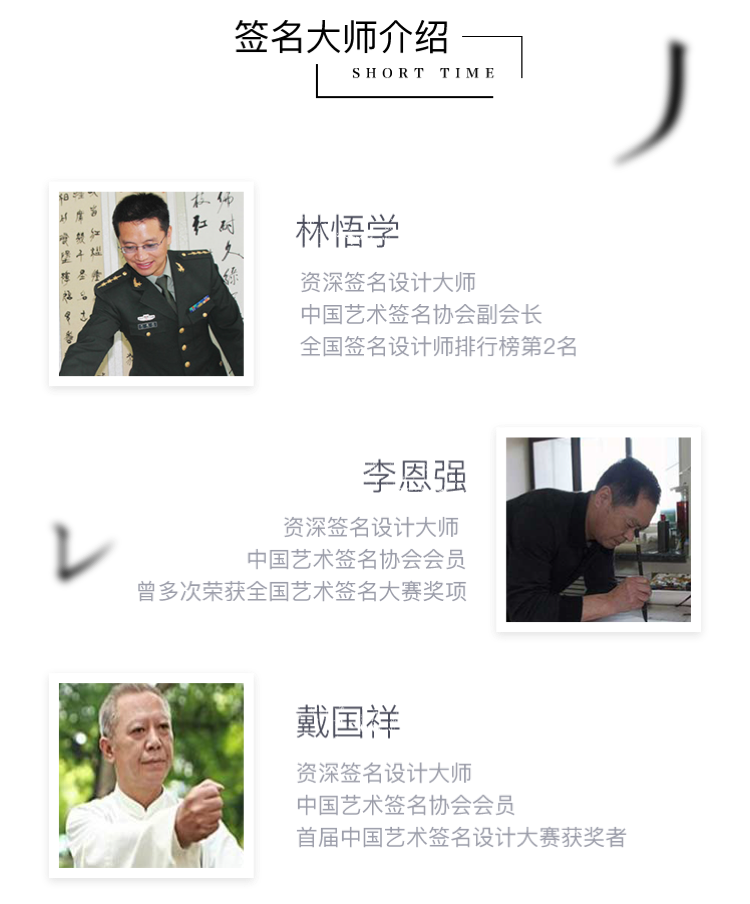 签名大师介绍
SHORT TIME
林悟学
资深签名设计大师
中国艺术签名协会副会长
全国签名设计师排行榜第2名
李恩强
资深签名设计大师
中国艺术签名协会会员
曾多次荣获全国艺术签名大赛奖项
戴国祥
资深签名设计大师
中国艺术签名协会会员
首届中国艺术签名设计大赛获奖者